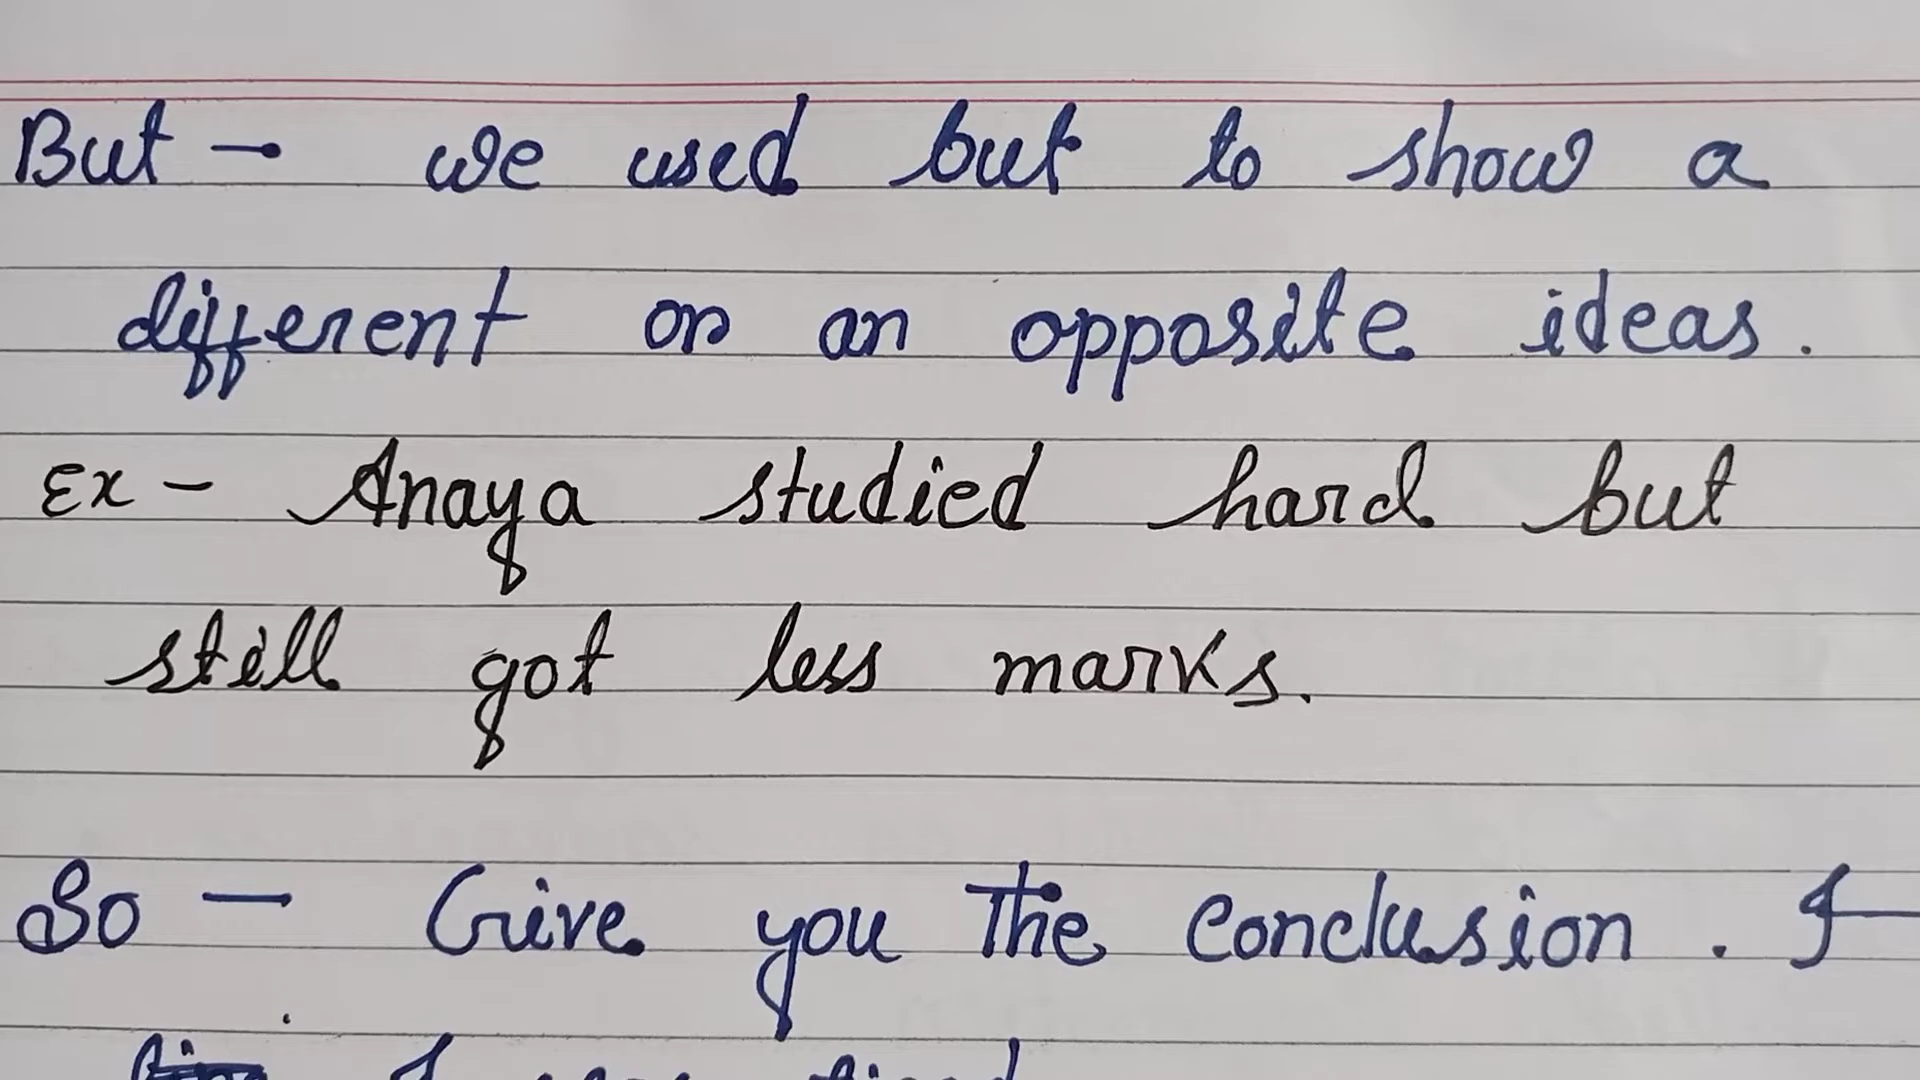 But - we used but to show a
different or an opposite ideas.
Ex - Anaya studied hard but
still got less marks.
So - Give you the conclusion. I